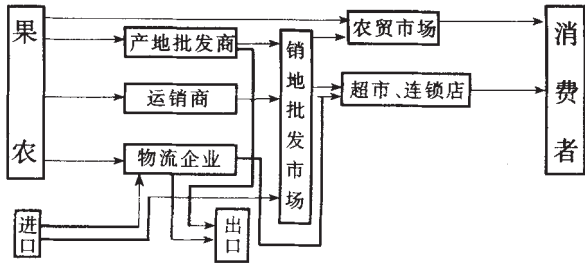 果农
产地批发商
运销商
物流企业
进口
出口
销地批发市场
农贸市场
超市、连锁店
消费者